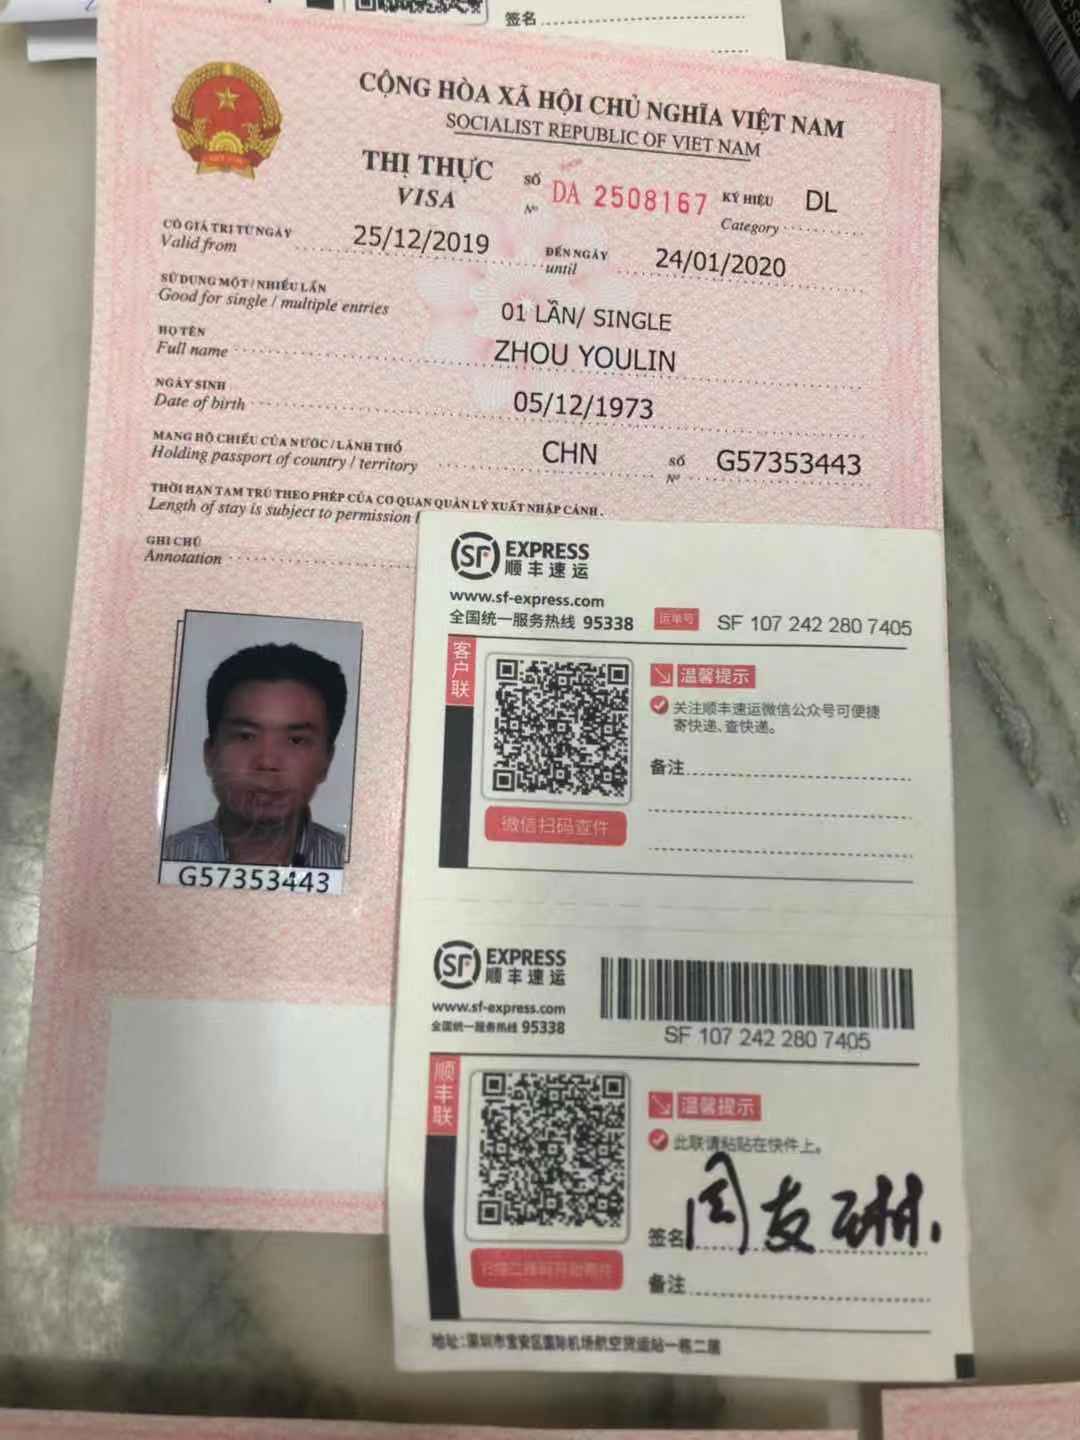 签名
CỘNG HÒA XÃ HỘI CHỦ NGHĨA VIỆT NAM
SOCIALIST REPUBLIC OF VIET NAM
THỊ THỰC
VISA
SỐ
Nº
DA 2508167
KÝ HIỆU
Category
DL
CÓ GIÁ TRỊ TỪ NGÀY
Valid from
25/12/2019
ĐẾN NGÀY
until
24/01/2020
SỬ DỤNG MỘT / NHIỀU LẦN
Good for single / multiple entries
01 LẦN/ SINGLE
HỌ TÊN
Full name
ZHOU YOULIN
NGÀY SINH
Date of birth
05/12/1973
MANG HỘ CHIẾU CỦA NƯỚC / LÃNH THỔ
Holding passport of country / territory
CHN
SỐ
Nº
G57353443
THỜI HẠN TẠM TRÚ THEO PHÉP CỦA CƠ QUAN QUẢN LÝ XUẤT NHẬP CẢNH.
Length of stay is subject to permission
GHI CHÚ
Annotation
G57353443
SF EXPRESS
顺丰速运
www.sf-express.com
全国统一服务热线 95338
运单号
SF 107 242 280 7405
客户联
温馨提示
关注顺丰速运微信公众号可便捷
寄快递、查快递。
备注
微信扫码查件
SF EXPRESS
顺丰速运
www.sf-express.com
全国统一服务热线 95338
SF 107 242 280 7405
顺丰联
温馨提示
此联请粘贴在快件上。
签名 周友琳
备注
地址:深圳市宝安区国际机场航空货运站一栋二层